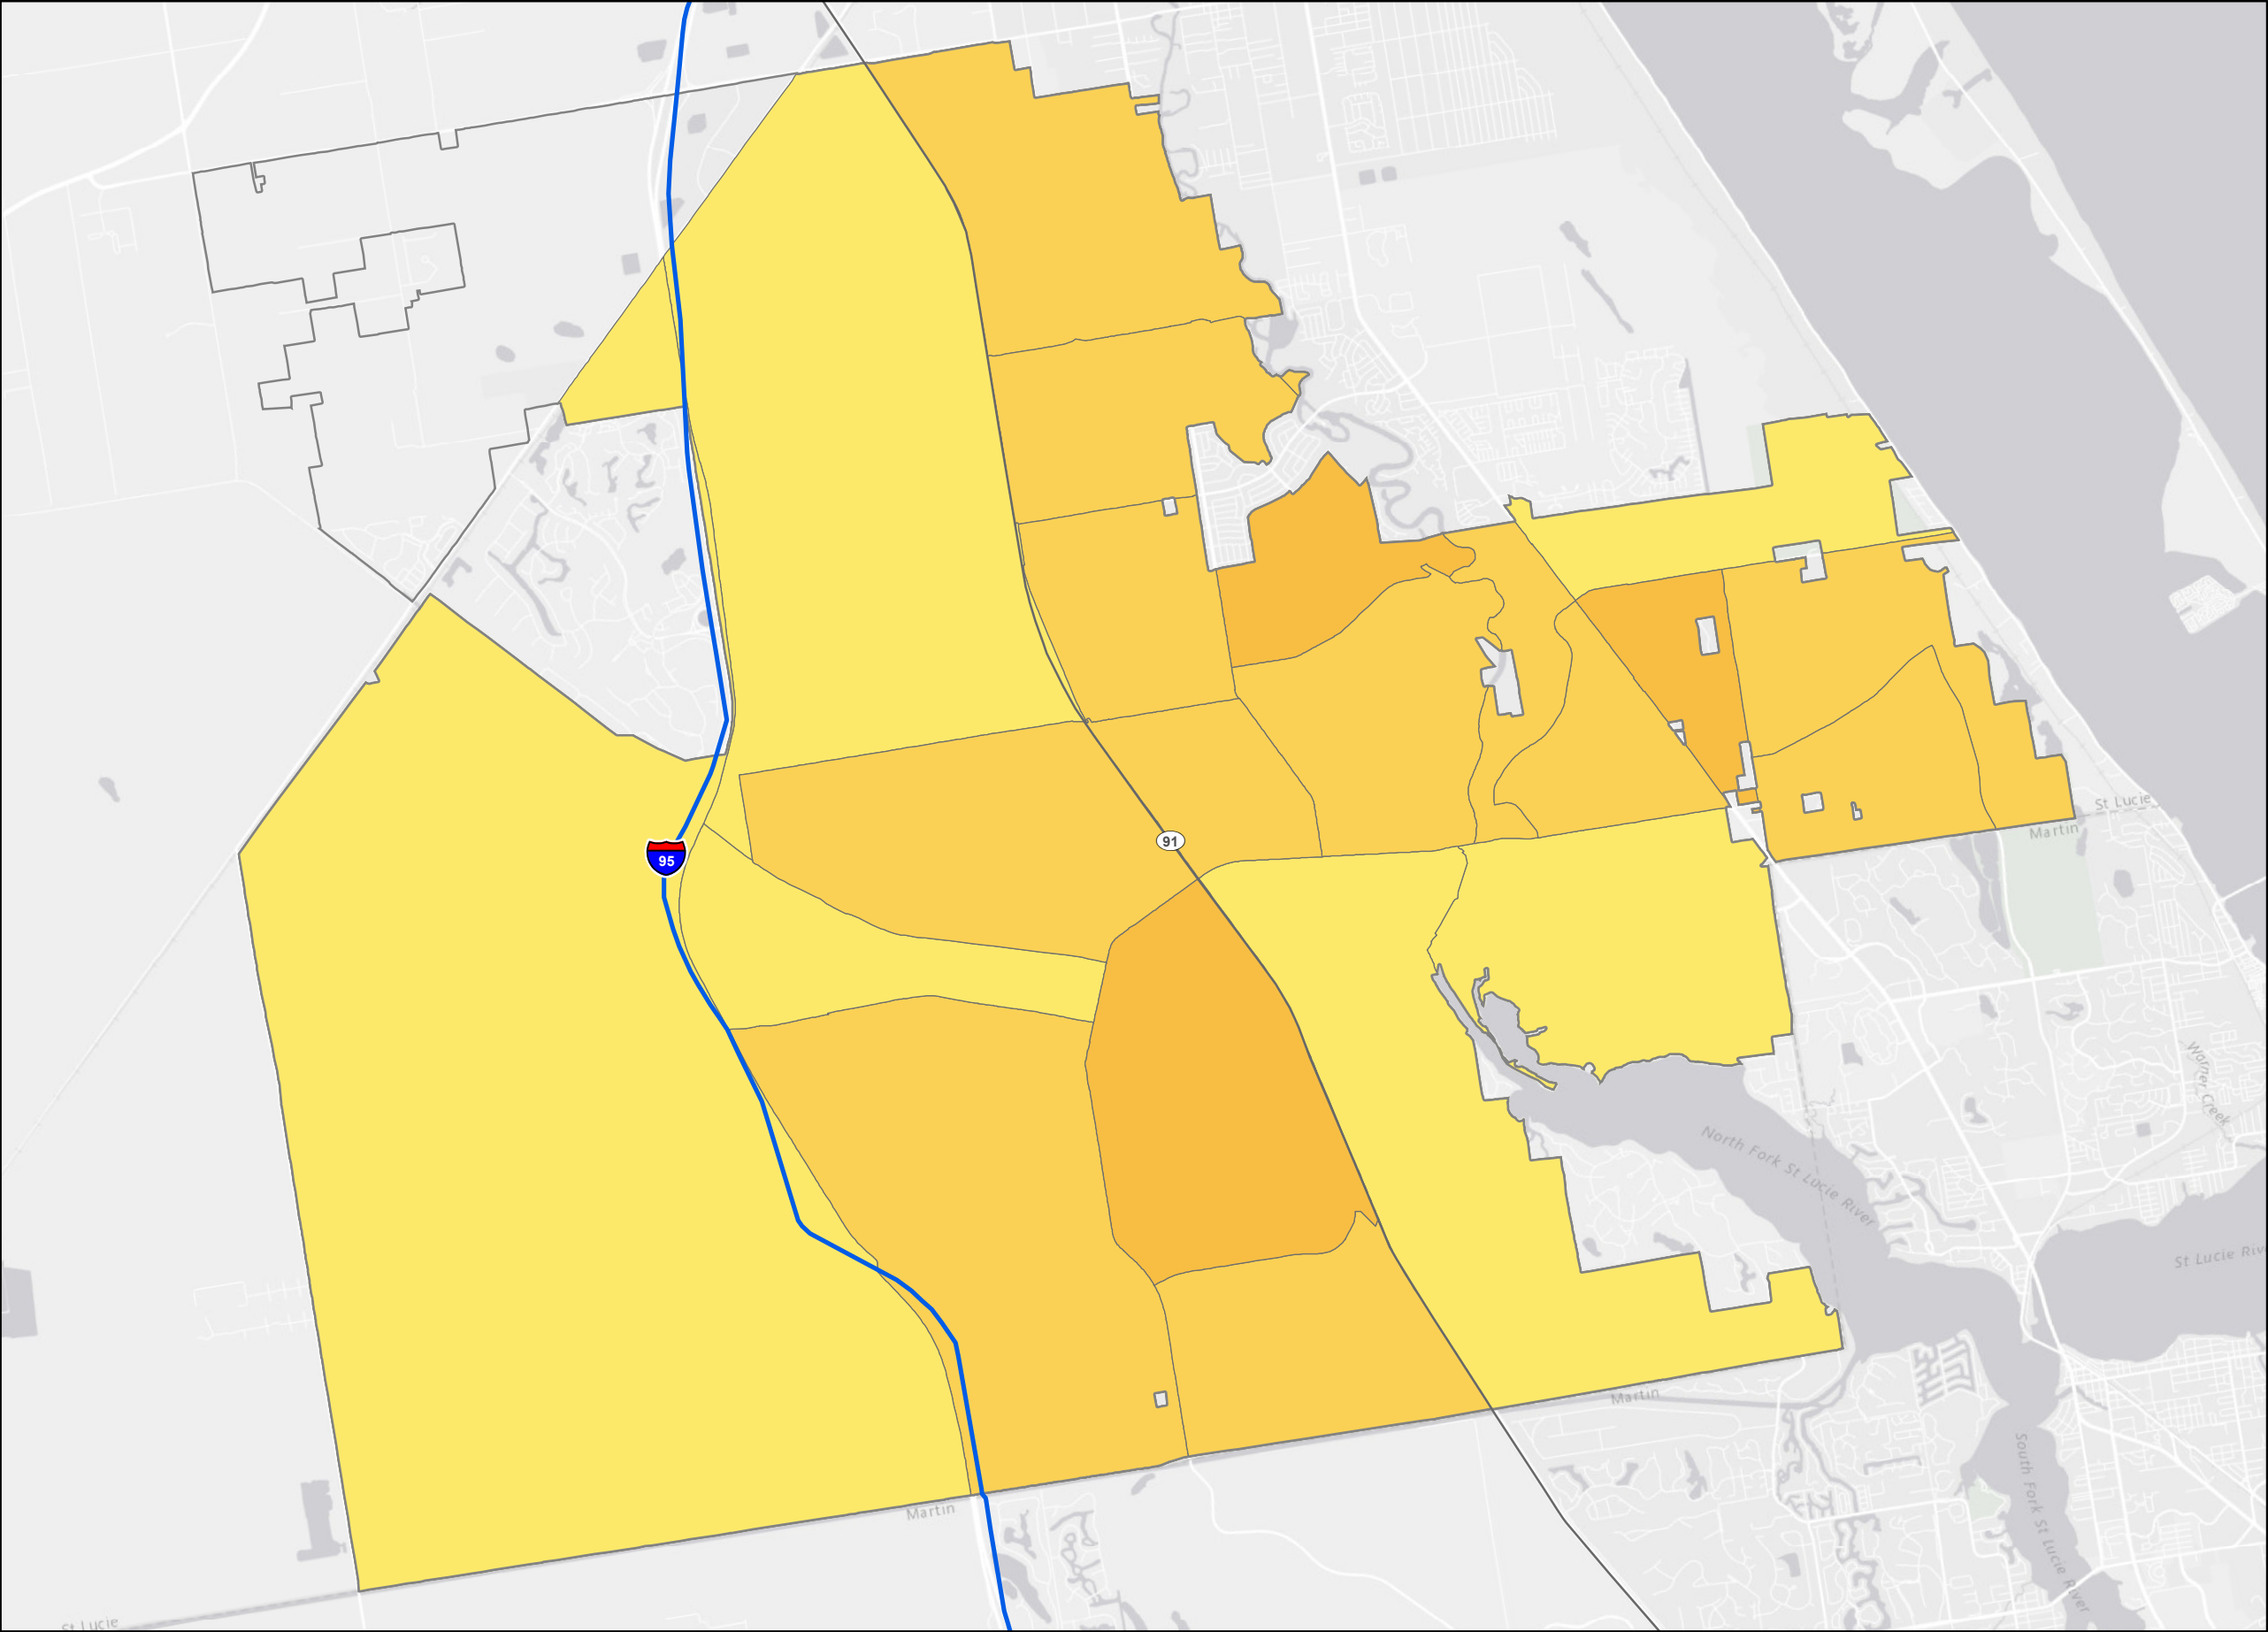 St Lucie
Martin
91
95
Warner Creek
North Fork St Lucie River
St Lucie Riv
Martin
South Fork St Lucie River
Martin
St Lucie